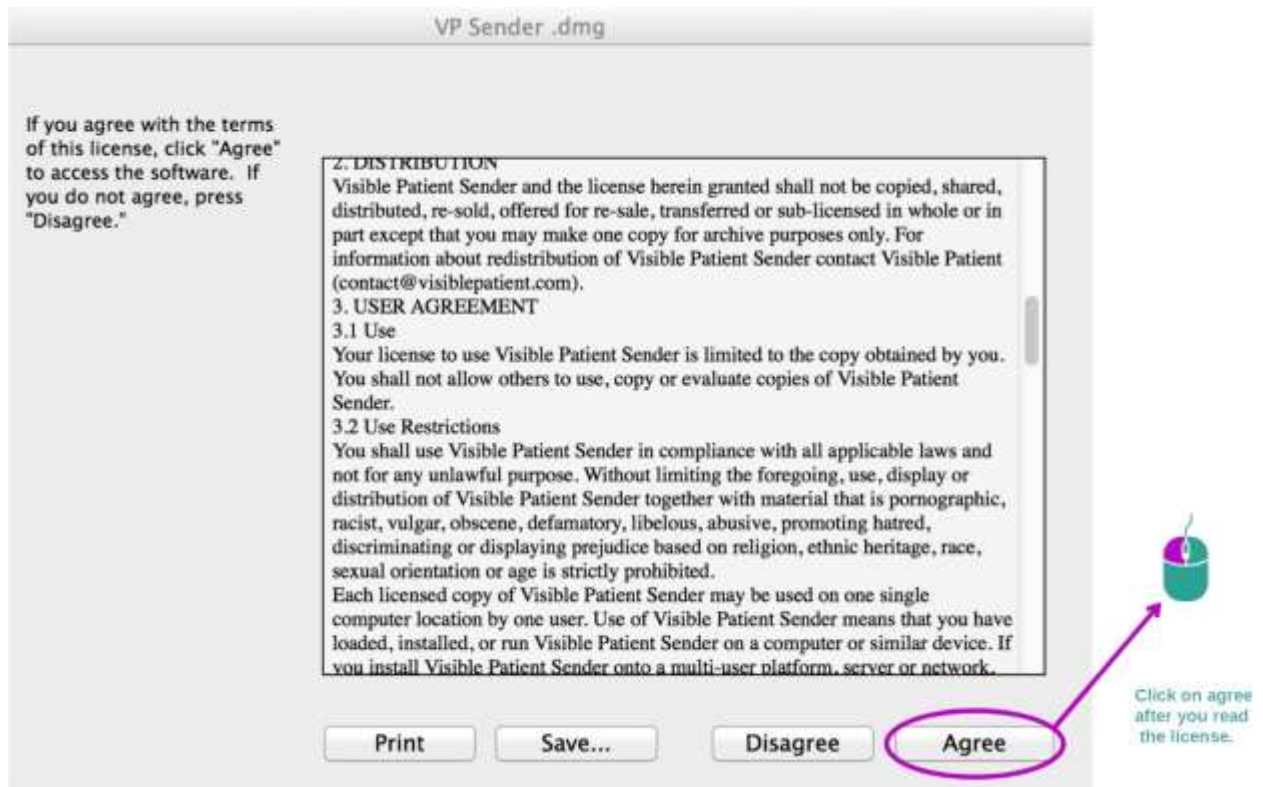 VP Sender .dmg
If you agree with the terms
of this license, click "Agree"
to access the software. If
you do not agree, press
"Disagree."
2. DISTRIBUTION
Visible Patient Sender and the license herein granted shall not be copied, shared,
distributed, re-sold, offered for re-sale, transferred or sub-licensed in whole or in
part except that you may make one copy for archive purposes only. For
information about redistribution of Visible Patient Sender contact Visible Patient
(contact@visiblepatient.com).
3. USER AGREEMENT
3.1 Use
Your license to use Visible Patient Sender is limited to the copy obtained by you.
You shall not allow others to use, copy or evaluate copies of Visible Patient
Sender.
3.2 Use Restrictions
You shall use Visible Patient Sender in compliance with all applicable laws and
not for any unlawful purpose. Without limiting the foregoing, use, display or
distribution of Visible Patient Sender together with material that is pornographic,
racist, vulgar, obscene, defamatory, libelous, abusive, promoting hatred,
discriminating or displaying prejudice based on religion, ethnic heritage, race,
sexual orientation or age is strictly prohibited.
Each licensed copy of Visible Patient Sender may be used on one single
computer location by one user. Use of Visible Patient Sender means that you have
loaded, installed, or run Visible Patient Sender on a computer or similar device. If
you install Visible Patient Sender onto a multi-user platform, server or network,
Print
Save...
Disagree
Agree
Click on agree
after you read
the license.